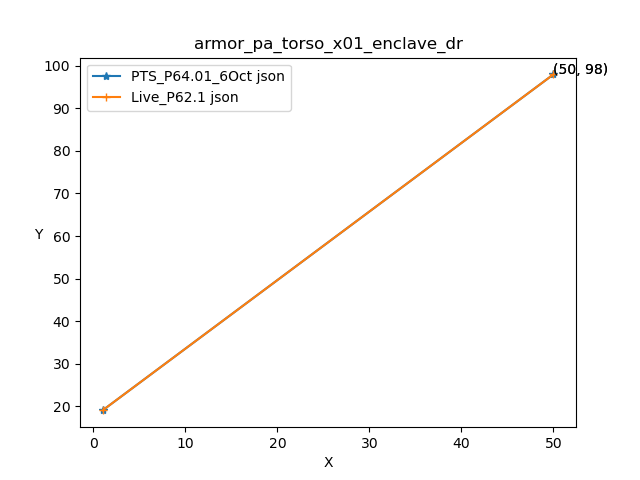 armor_pa_torso_x01_enclave_dr
PTS_P64.01_6Oct json
Live_P62.1 json
(50, 98)
100
90
80
70
60
50
40
30
20
Y
0 10 20 30 40 50
X